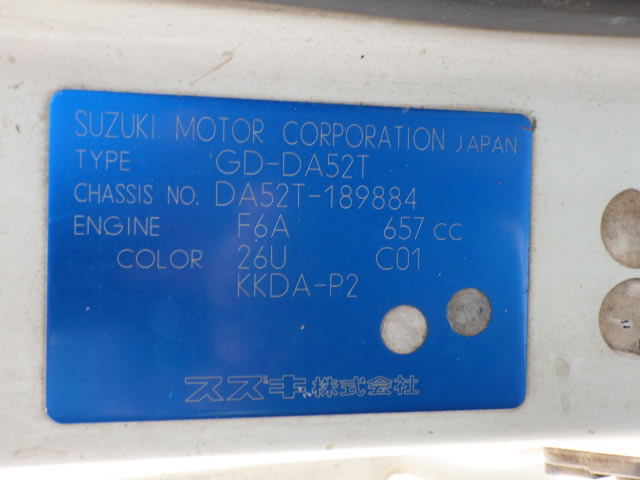 SUZUKI MOTOR CORPORATION JAPAN
TYPE GD-DA52T
CHASSIS NO. DA52T-189884
ENGINE F6A 657 CC
COLOR 26U C01
KKDA-P2
スズキ株式会社